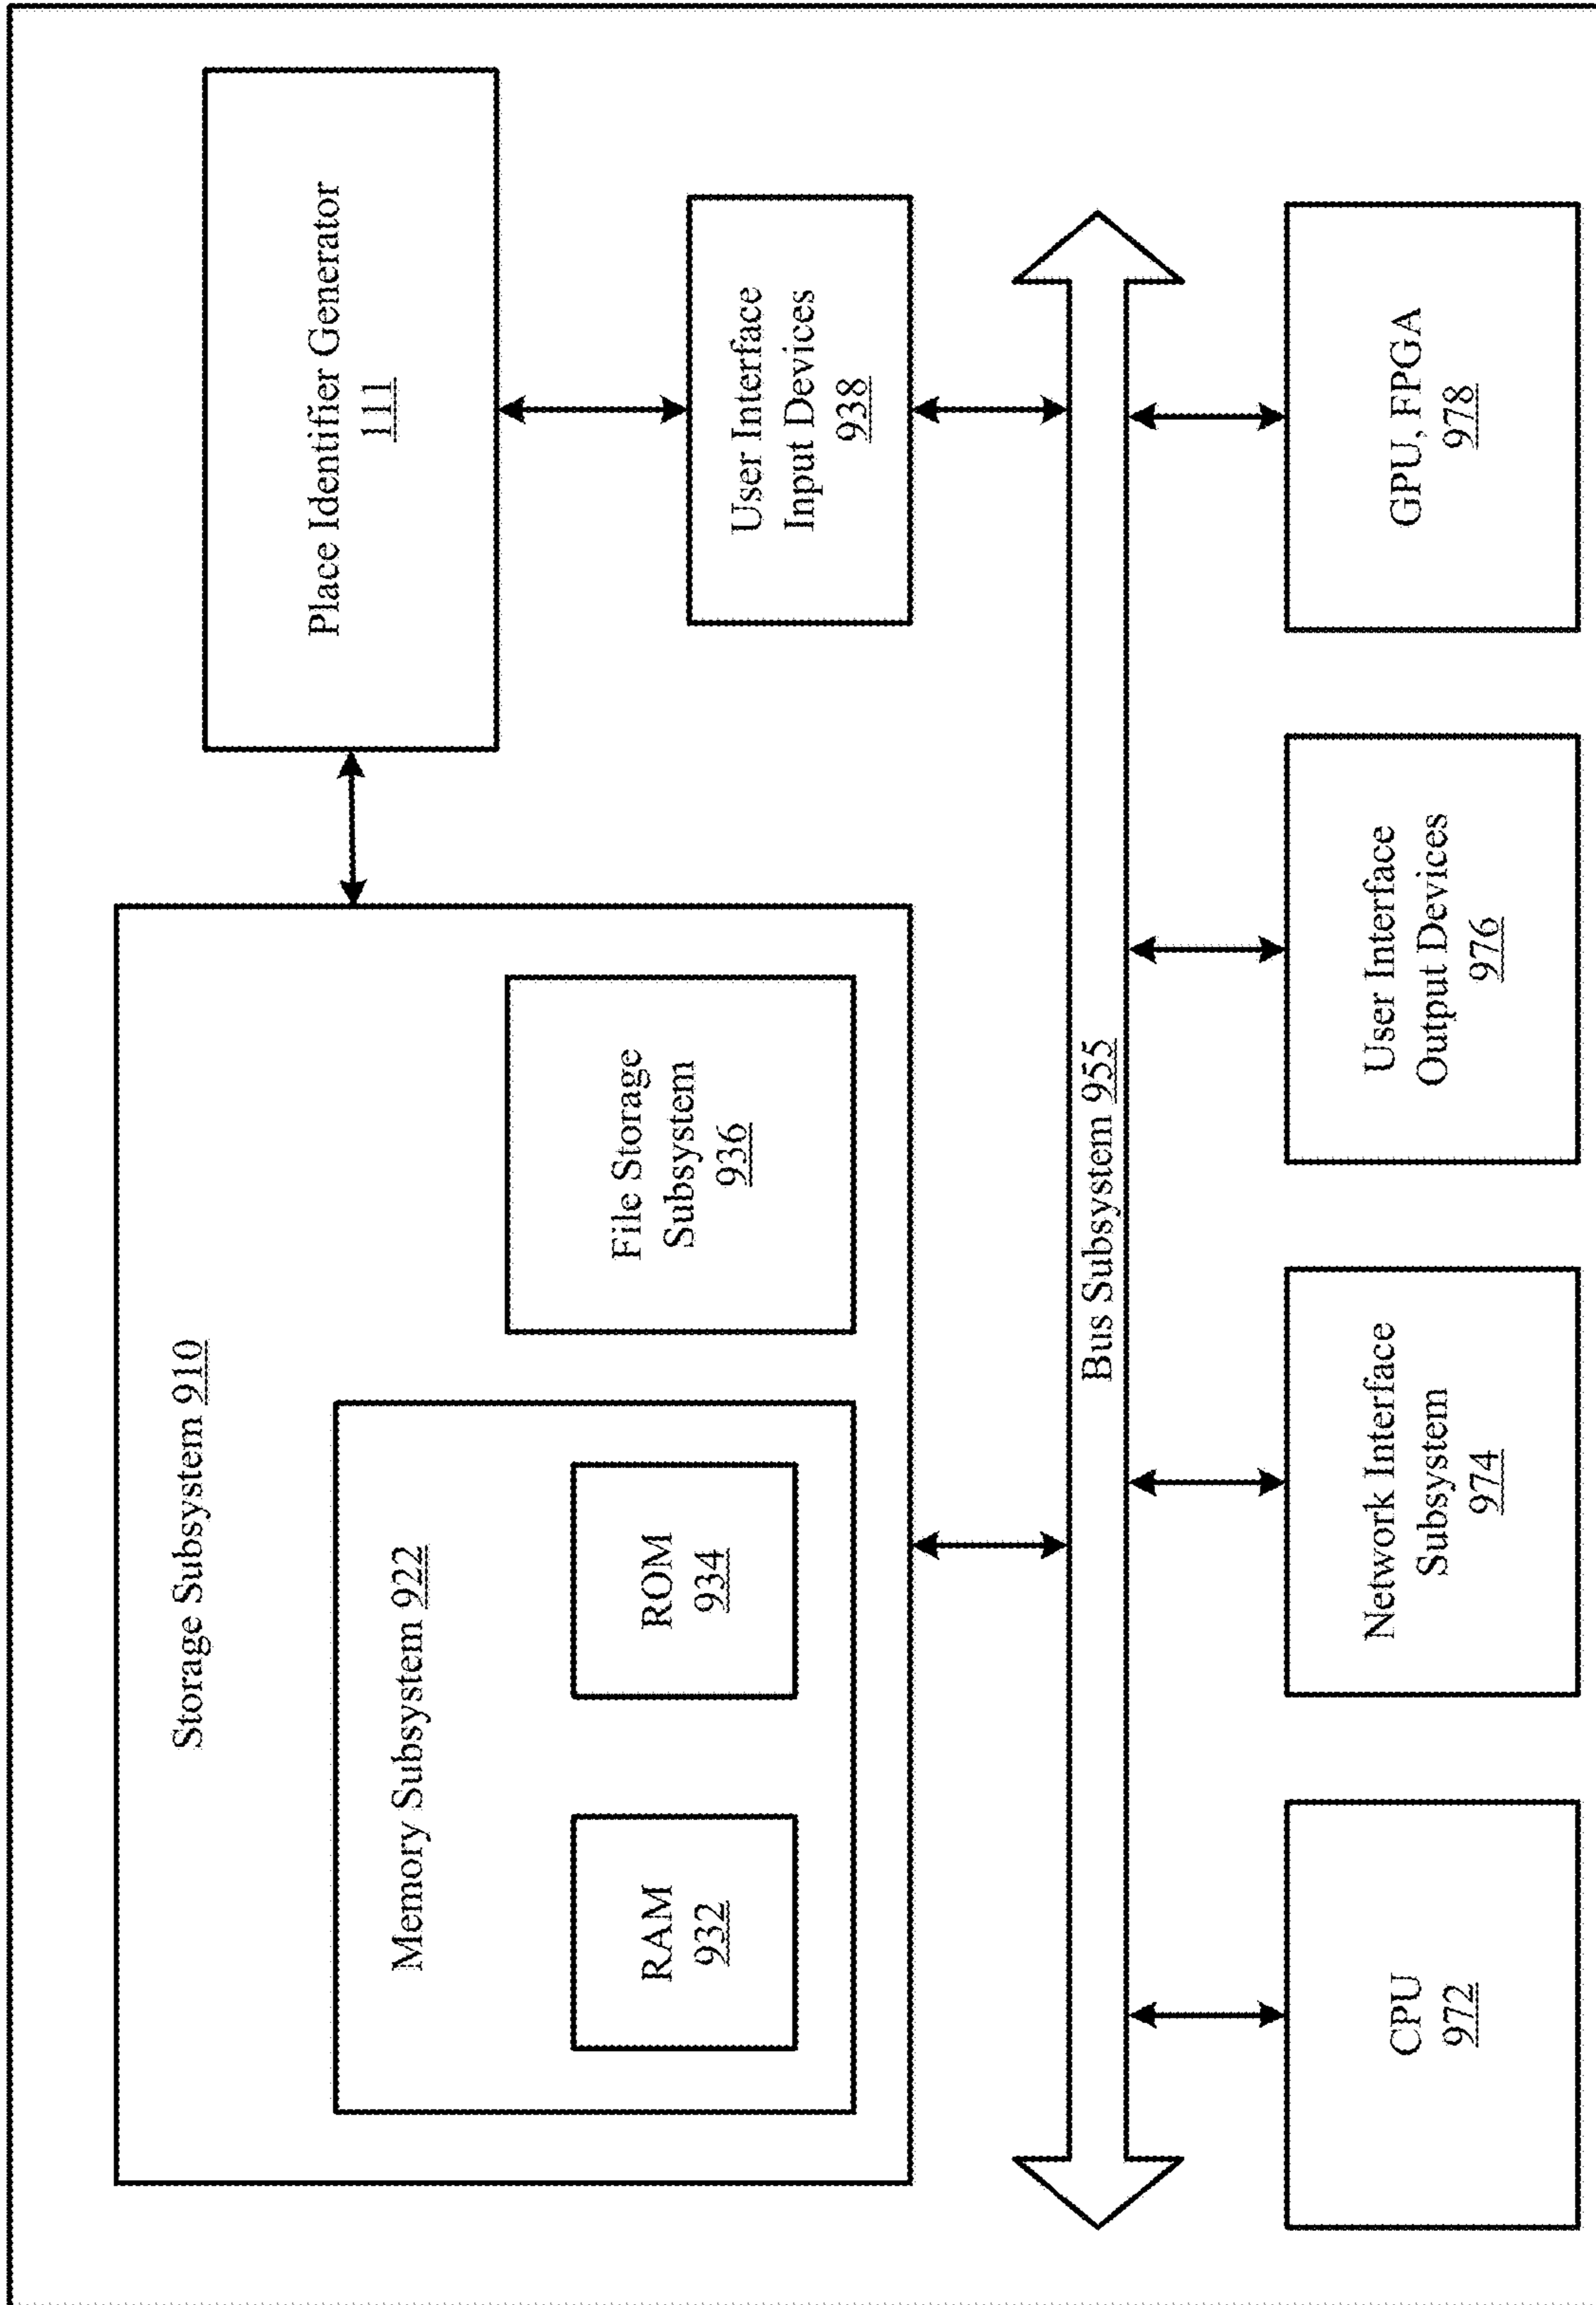 Storage Subsystem 910
Memory Subsystem 922
RAM
932
ROM
934
File Storage
Subsystem
936
Place Identifier Generator
111
User Interface
Input Devices
938
Bus Subsystem 955
CPU
972
Network Interface
Subsystem
974
User Interface
Output Devices
976
GPU, FPGA
978